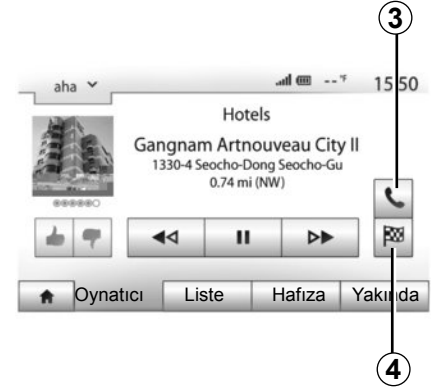 3
aha
-- °F
15:50
Hotels
Gangnam Artnouveau City II
1330-4 Seocho-Dong Seocho-Gu
0.74 mi (NW)
Oynatıcı
Liste
Hafıza
Yakında
4